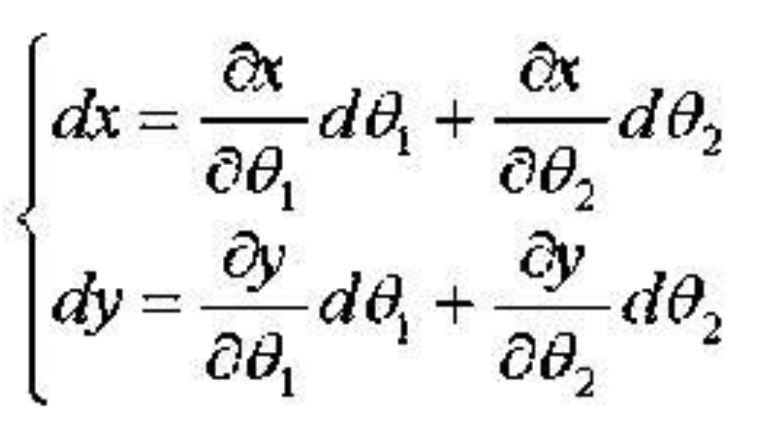 dx = ∂x/∂θ₁ dθ₁ + ∂x/∂θ₂ dθ₂
dy = ∂y/∂θ₁ dθ₁ + ∂y/∂θ₂ dθ₂